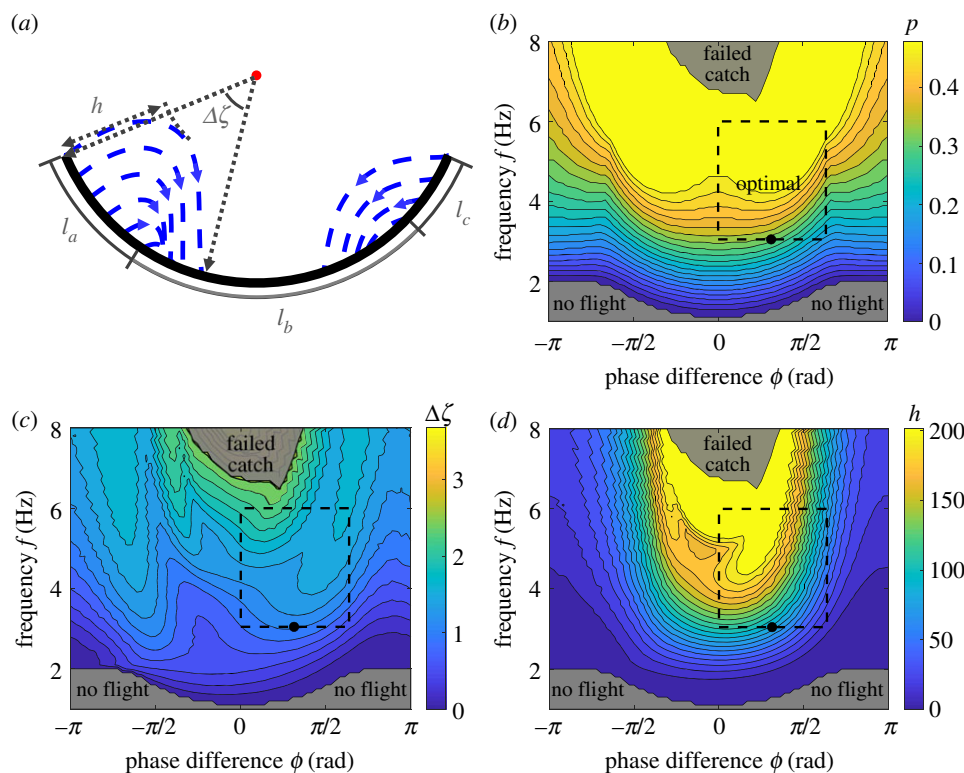 (a)
h
Δζ
l_a
l_b
l_c
(b)
p
8
6
4
2
frequency f (Hz)
failed
catch
optimal
no flight
no flight
0.4
0.3
0.2
0.1
0
−π
−π/2
0
π/2
π
phase difference ϕ (rad)
(c)
Δζ
8
6
4
2
frequency f (Hz)
failed
catch
no flight
no flight
3
2
1
0
−π
−π/2
0
π/2
π
phase difference ϕ (rad)
(d)
h
8
6
4
2
frequency f (Hz)
failed
catch
no flight
no flight
200
150
100
50
0
−π
−π/2
0
π/2
π
phase difference ϕ (rad)